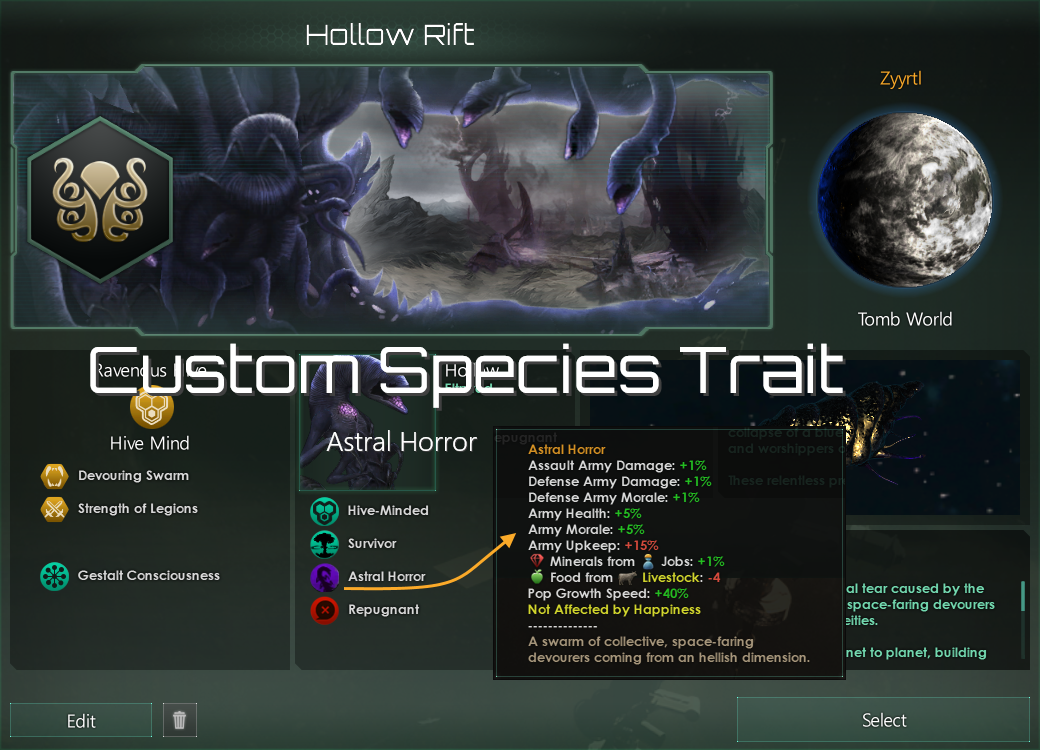 Hollow Rift
Zyyrtl
Tomb World
Custom Species Trait
Ravenous Hive
Hollow
Hive Mind
Astral Horror
Devouring Swarm
Strength of Legions
Gestalt Consciousness
Hive-Minded
Survivor
Astral Horror
Repugnant
epugnant
collapse of a blue
and worshippers o
These relentless pr
Astral Horror
Assault Army Damage: +1%
Defense Army Damage: +1%
Defense Army Morale: +1%
Army Health: +5%
Army Morale: +5%
Army Upkeep: +15%
Minerals from Jobs: +1%
Food from Livestock: -4
Pop Growth Speed: +40%
Not Affected by Happiness
--------------
A swarm of collective, space-faring
devourers coming from an hellish dimension.
al tear caused by the
space-faring devourers
eities.
net to planet, building
Edit
Select